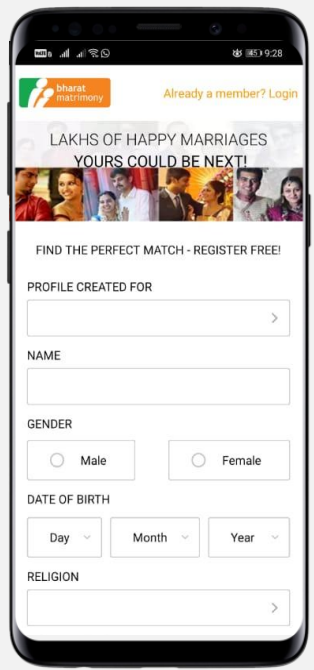 45 9:28
bharat
matrimony
Already a member? Login
LAKHS OF HAPPY MARRIAGES
YOURS COULD BE NEXT!
FIND THE PERFECT MATCH - REGISTER FREE!
PROFILE CREATED FOR
NAME
GENDER
Male Female
DATE OF BIRTH
Day Month Year
RELIGION